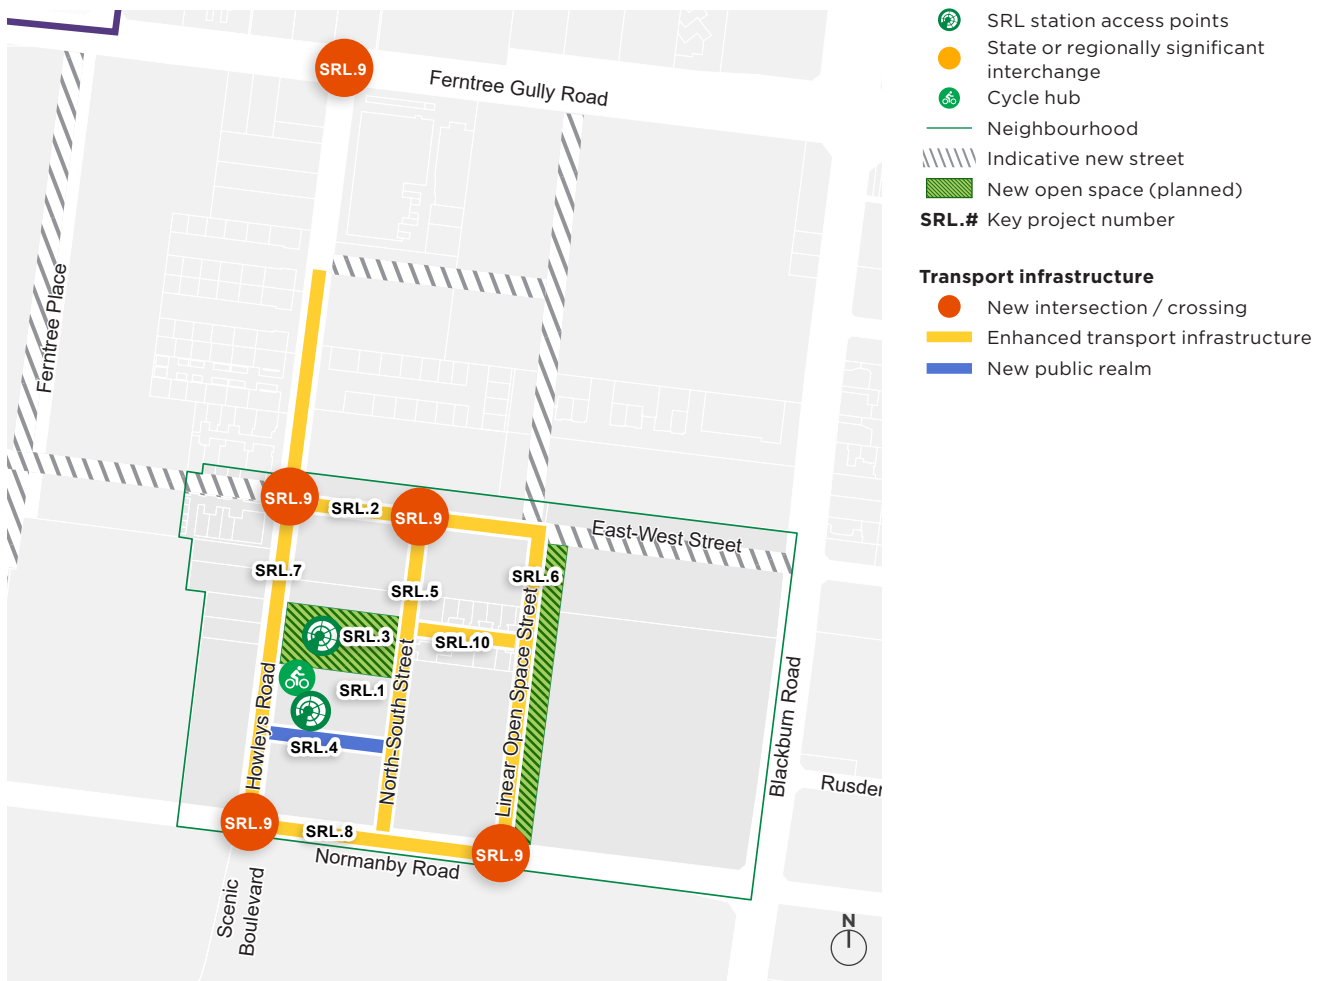 SRL.9
Ferntree Gully Road
Ferntree Place
SRL.9
SRL.2
SRL.9
East-West Street
SRL.7
SRL.5
SRL.6
SRL.3
SRL.10
SRL.1
SRL.4
Howleys Road
North-South Street
Linear Open Space Street
Blackburn Road
Rusden
SRL.9
SRL.8
SRL.9
Normanby Road
Scenic
Boulevard
N
SRL station access points
State or regionally significant
interchange
Cycle hub
Neighbourhood
Indicative new street
New open space (planned)
SRL.# Key project number
Transport infrastructure
New intersection / crossing
Enhanced transport infrastructure
New public realm